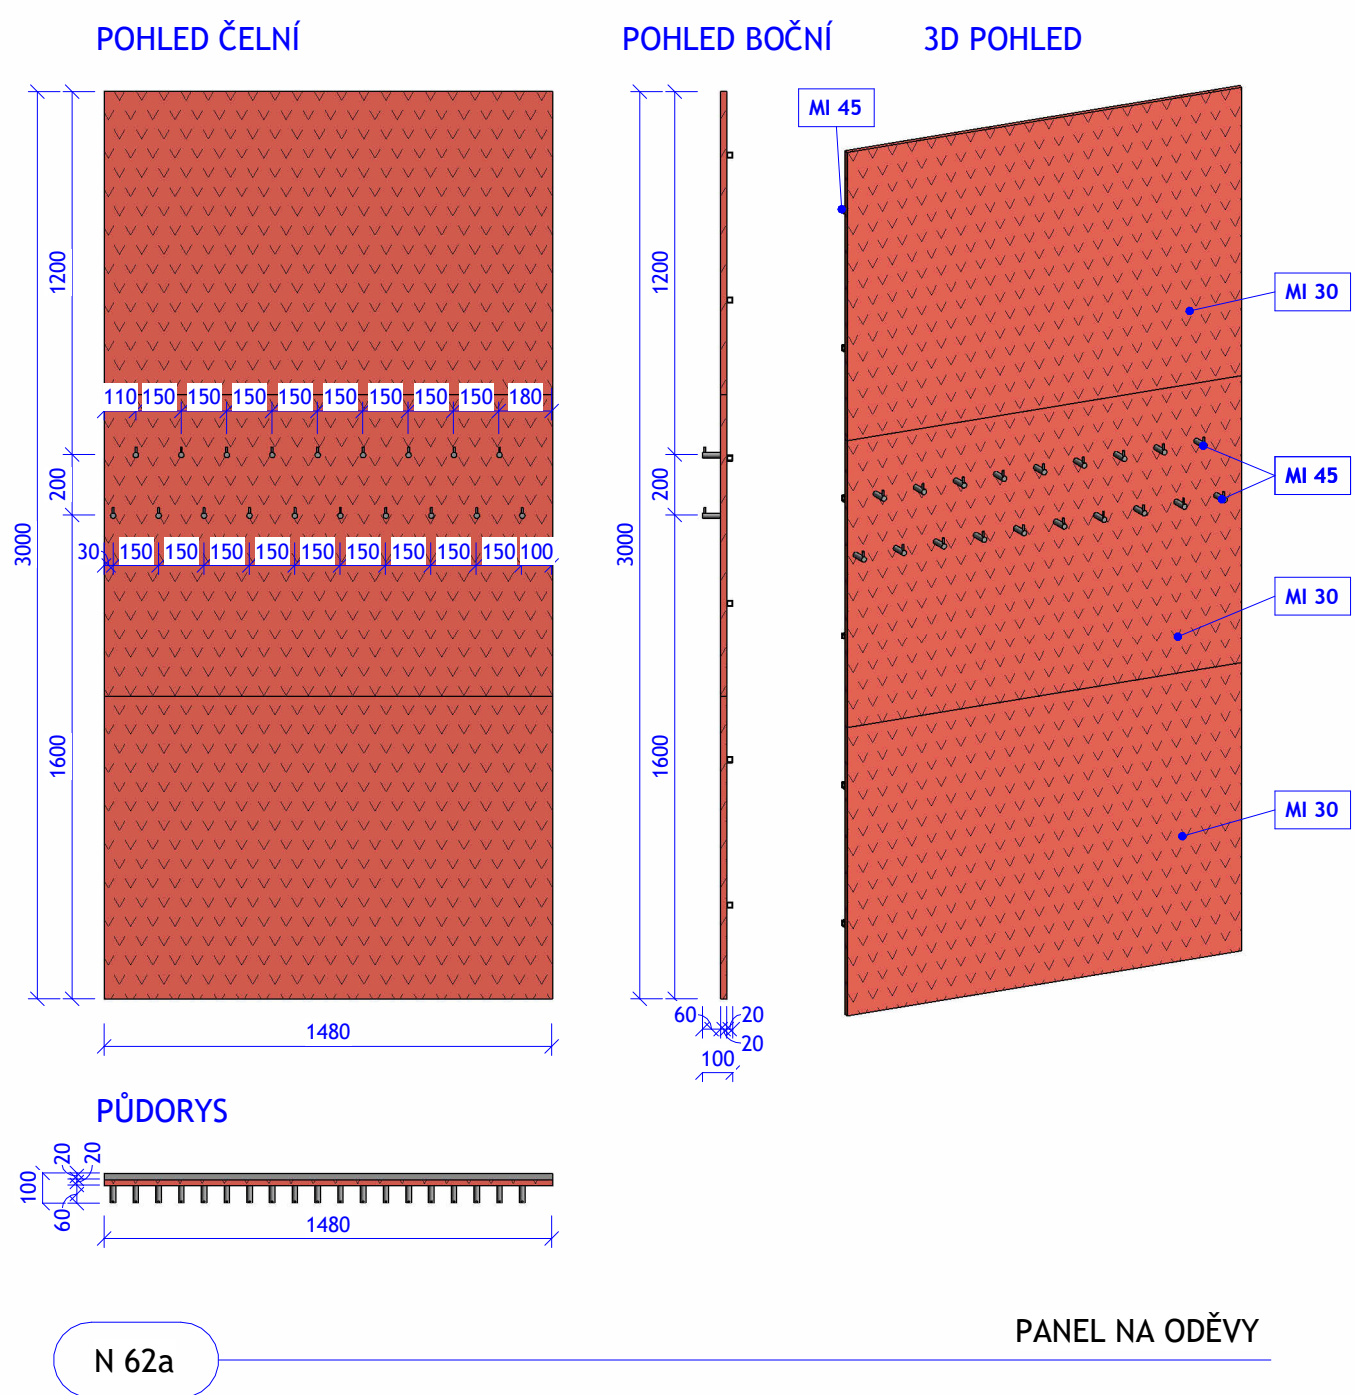 POHLED ČELNÍ
POHLED BOČNÍ
3D POHLED
MI 45
1200
1200
MI 30
110 150 150 150 150 150 150 150 150 180
200
200
MI 45
3000
3000
30 150 150 150 150 150 150 150 150 150 100
MI 30
1600
1600
MI 30
60 20
20
100
1480
PŮDORYS
20 20
100
60
1480
PANEL NA ODĚVY
N 62a